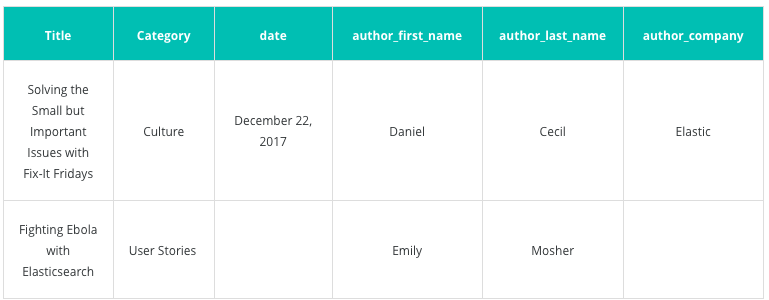 Title Category date author_first_name author_last_name author_company
Solving the
Small but
Important
Issues with
Fix-It Fridays
Culture
December 22,
2017
Daniel
Cecil
Elastic
Fighting Ebola
with
Elasticsearch
User Stories
Emily
Mosher